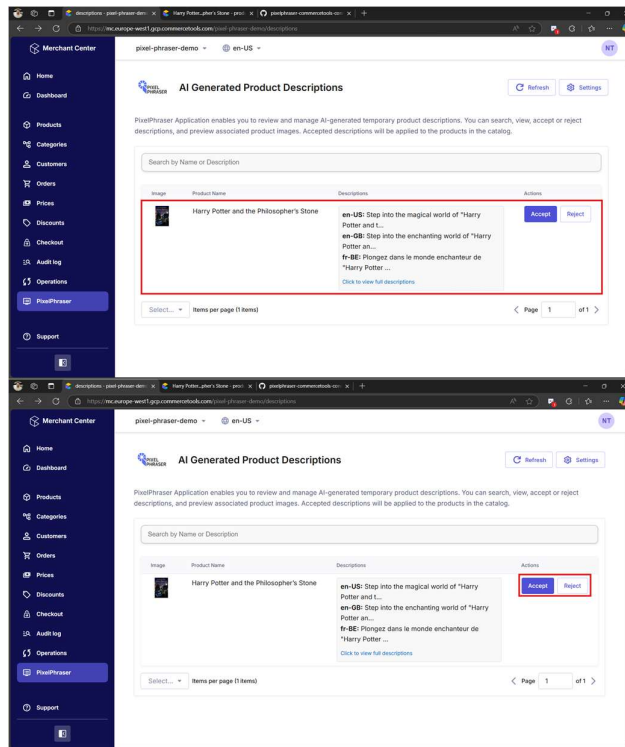 descriptions - pixel-phraser-dem
Harry Potter...pher's Stone - prod
pixelphraser-commercetools-con
https://mc.europe-west1.gcp.commercetools.com/pixel-phraser-demo/descriptions
Merchant Center
pixel-phraser-demo
en-US
NT
Home
Dashboard
Products
Categories
Customers
Orders
Prices
Discounts
Checkout
Audit log
Operations
PixelPhraser
Support
PIXEL
PHRASER
AI Generated Product Descriptions
Refresh
Settings
PixelPhraser Application enables you to review and manage AI-generated temporary product descriptions. You can search, view, accept or reject
descriptions, and preview associated product images. Accepted descriptions will be applied to the products in the catalog.
Search by Name or Description
Image Product Name Descriptions Actions
Harry Potter and the Philosopher's Stone
en-US: Step into the magical world of "Harry
Potter and t...
en-GB: Step into the enchanting world of "Harry
Potter an...
fr-BE: Plongez dans le monde enchanteur de
"Harry Potter ...
Click to view full descriptions
Accept Reject
Select... Items per page (1 items)
Page 1 of 1
descriptions - pixel-phraser-dem
Harry Potter...pher's Stone - prod
pixelphraser-commercetools-con
https://mc.europe-west1.gcp.commercetools.com/pixel-phraser-demo/descriptions
Merchant Center
pixel-phraser-demo
en-US
NT
Home
Dashboard
Products
Categories
Customers
Orders
Prices
Discounts
Checkout
Audit log
Operations
PixelPhraser
Support
PIXEL
PHRASER
AI Generated Product Descriptions
Refresh
Settings
PixelPhraser Application enables you to review and manage AI-generated temporary product descriptions. You can search, view, accept or reject
descriptions, and preview associated product images. Accepted descriptions will be applied to the products in the catalog.
Search by Name or Description
Image Product Name Descriptions Actions
Harry Potter and the Philosopher's Stone
en-US: Step into the magical world of "Harry
Potter and t...
en-GB: Step into the enchanting world of "Harry
Potter an...
fr-BE: Plongez dans le monde enchanteur de
"Harry Potter ...
Click to view full descriptions
Accept Reject
Select... Items per page (1 items)
Page 1 of 1